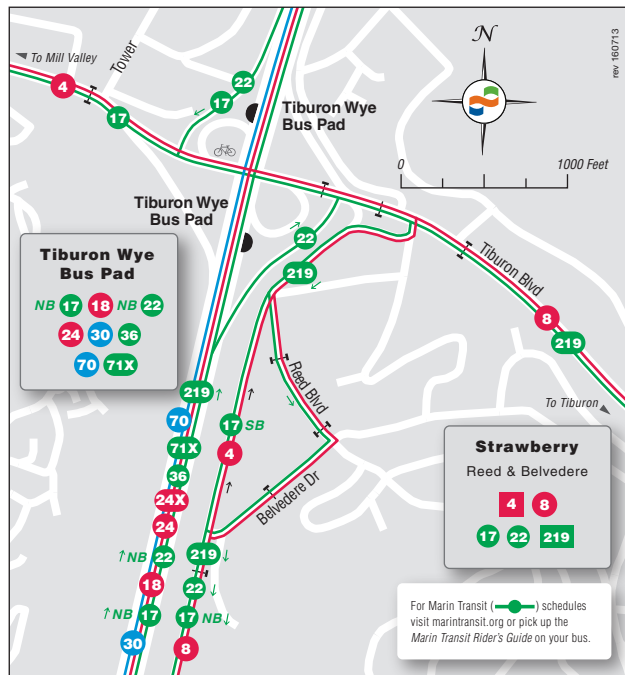 rev 160713
N
To Mill Valley
Tower
4
17
22
17
Tiburon Wye
Bus Pad
0
1000 Feet
Tiburon Wye
Bus Pad
22
219
Tiburon Blvd
8
219
To Tiburon
Tiburon Wye
Bus Pad
NB 17 18 NB 22
24 30 36
70 71X
219
70
71X
36
24X
24
NB 22
18
NB 17
30
17 SB
4
Reed Blvd
Belvedere Dr
219
22
17 NB
8
Strawberry
Reed & Belvedere
4 8
17 22 219
For Marin Transit ( ) schedules
visit marintransit.org or pick up the
Marin Transit Rider's Guide on your bus.